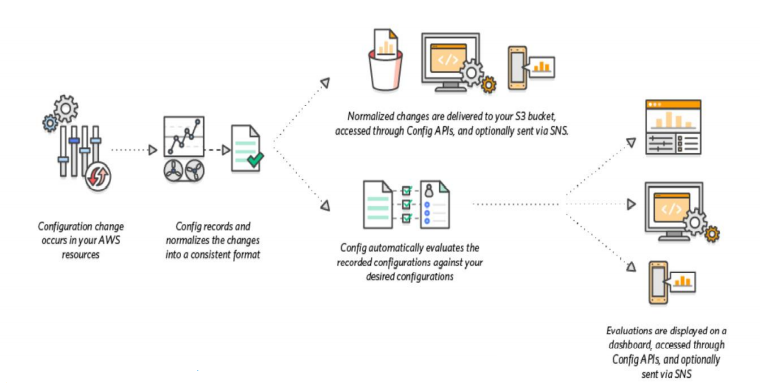 Normalized changes are delivered to your S3 bucket,
accessed through Config APIs, and optionally sent via SNS.
Configuration change
occurs in your AWS
resources
Config records and
normalizes the changes
into a consistent format
Config automatically evaluates the
recorded configurations against your
desired configurations
Evaluations are displayed on a
dashboard, accessed through
Config APIs, and optionally
sent via SNS